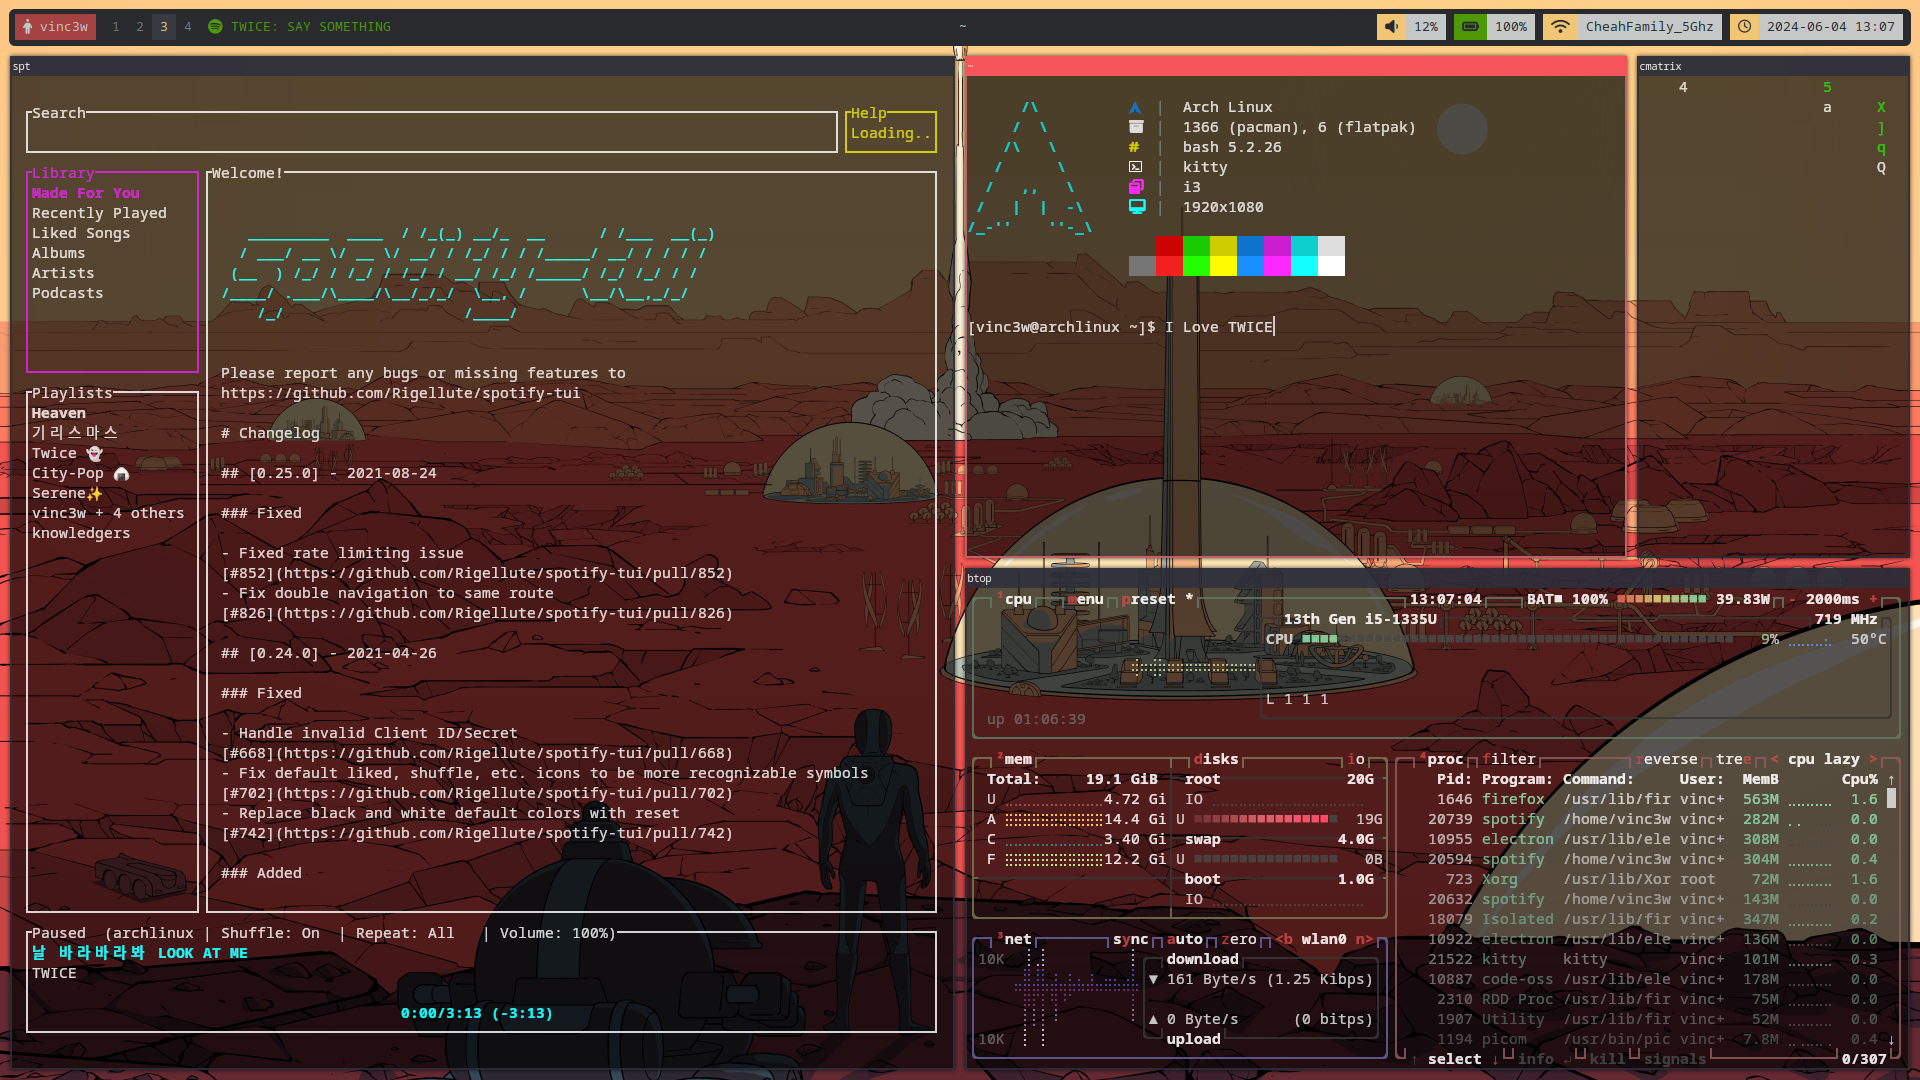 vinc3w 1 2 3 4 TWICE: SAY SOMETHING
~
12% 100% CheahFamily_5Ghz 2024-06-04 13:07
spt
Search
Help
Loading..
Library
Made For You
Recently Played
Liked Songs
Albums
Artists
Podcasts
Playlists
Heaven
기리스마스
Twice 👻
City-Pop 🍙
Serene✨
vinc3w + 4 others
knowledgers
Welcome!
Please report any bugs or missing features to
https://github.com/Rigellute/spotify-tui
# Changelog
## [0.25.0] - 2021-08-24
### Fixed
- Fixed rate limiting issue
[#852](https://github.com/Rigellute/spotify-tui/pull/852)
- Fix double navigation to same route
[#826](https://github.com/Rigellute/spotify-tui/pull/826)
## [0.24.0] - 2021-04-26
### Fixed
- Handle invalid Client ID/Secret
[#668](https://github.com/Rigellute/spotify-tui/pull/668)
- Fix default liked, shuffle, etc. icons to be more recognizable symbols
[#702](https://github.com/Rigellute/spotify-tui/pull/702)
- Replace black and white default colors with reset
[#742](https://github.com/Rigellute/spotify-tui/pull/742)
### Added
Paused (archlinux | Shuffle: On | Repeat: All | Volume: 100%)
날 바라바라봐 LOOK AT ME
TWICE
0:00/3:13 (-3:13)
~
| Arch Linux
| 1366 (pacman), 6 (flatpak)
# | bash 5.2.26
| kitty
| i3
| 1920x1080
[vinc3w@archlinux ~]$ I Love TWICE
cmatrix
4 5
a X
]
q
Q
btop
¹cpu menu preset * 13:07:04 BAT■ 100% 39.83W - 2000ms +
13th Gen i5-1335U 719 MHz
CPU 9% 50°C
L 1 1 1
up 01:06:39
²mem disks io
Total: 19.1 GiB root 20G
U 4.72 Gi IO
A 14.4 Gi U 19G
C 3.40 Gi swap 4.0G
F 12.2 Gi U 0B
boot 1.0G
IO
³net sync auto zero <b wlan0 n>
10K download
▼ 161 Byte/s (1.25 Kibps)
▲ 0 Byte/s (0 bitps)
10K upload
⁴proc filter reverse tree < cpu lazy >
Pid: Program: Command: User: MemB Cpu% ↑
1646 firefox /usr/lib/fir vinc+ 563M 1.6
20739 spotify /home/vinc3w vinc+ 282M 0.0
10955 electron /usr/lib/ele vinc+ 308M 0.0
20594 spotify /home/vinc3w vinc+ 304M 0.4
723 Xorg /usr/lib/Xor root 72M 1.6
20632 spotify /home/vinc3w vinc+ 143M 0.0
18079 Isolated /usr/lib/fir vinc+ 347M 0.2
10922 electron /usr/lib/ele vinc+ 136M 0.0
21522 kitty kitty vinc+ 101M 0.3
10887 code-oss /usr/lib/ele vinc+ 178M 0.0
2310 RDD Proc /usr/lib/fir vinc+ 75M 0.0
1907 Utility /usr/lib/fir vinc+ 52M 0.0
1194 picom /usr/bin/pic vinc+ 7.8M 0.4 ↓
↑ select ↓ info ↲ kill signals 0/307